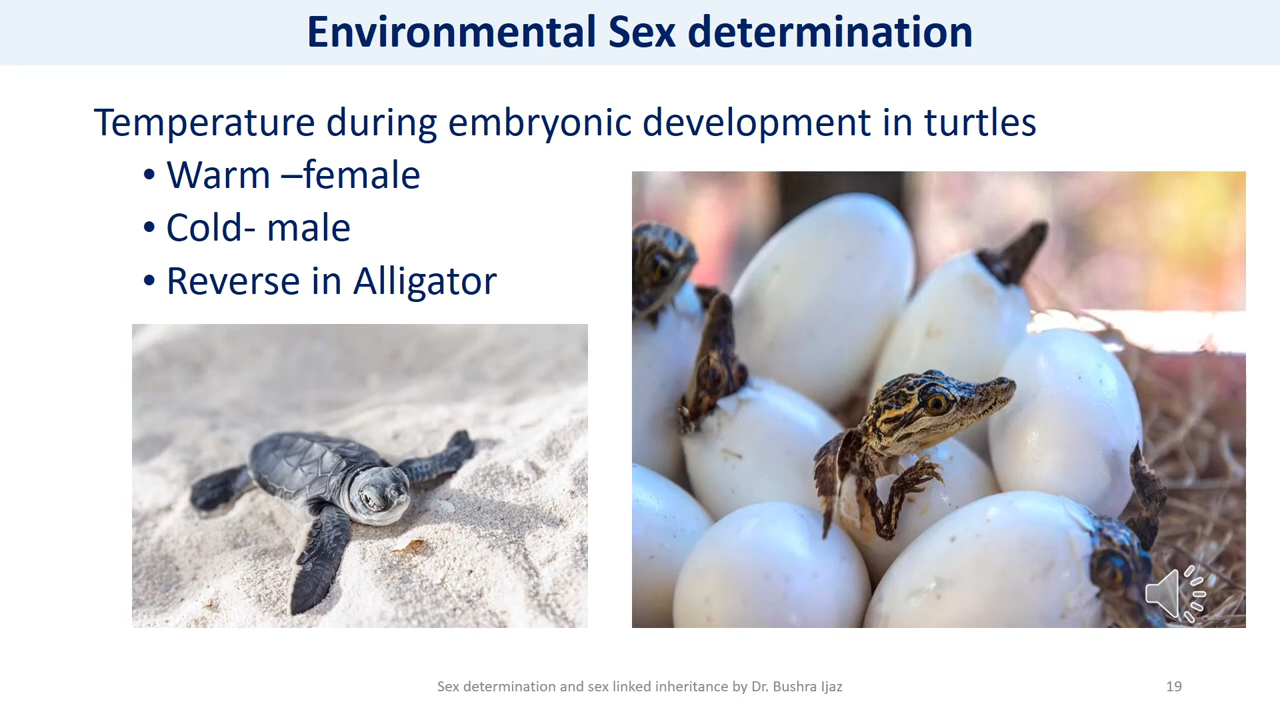 Environmental Sex determination
Temperature during embryonic development in turtles
• Warm –female
• Cold- male
• Reverse in Alligator
Sex determination and sex linked inheritance by Dr. Bushra Ijaz
19